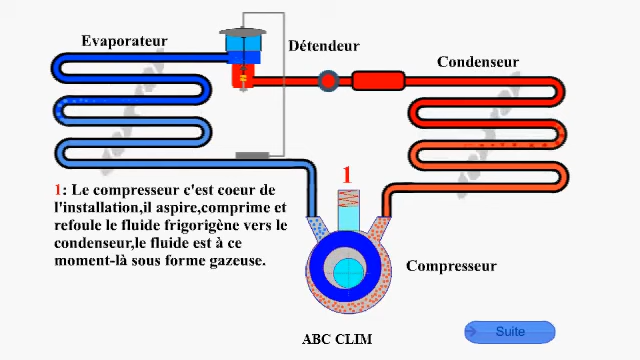 Evaporateur
Détendeur
Condenseur
1
1: Le compresseur c'est coeur de
l'installation,il aspire,comprime et
refoule le fluide frigorigène vers le
condenseur,le fluide est à ce
moment-là sous forme gazeuse.
Compresseur
ABC CLIM
Suite